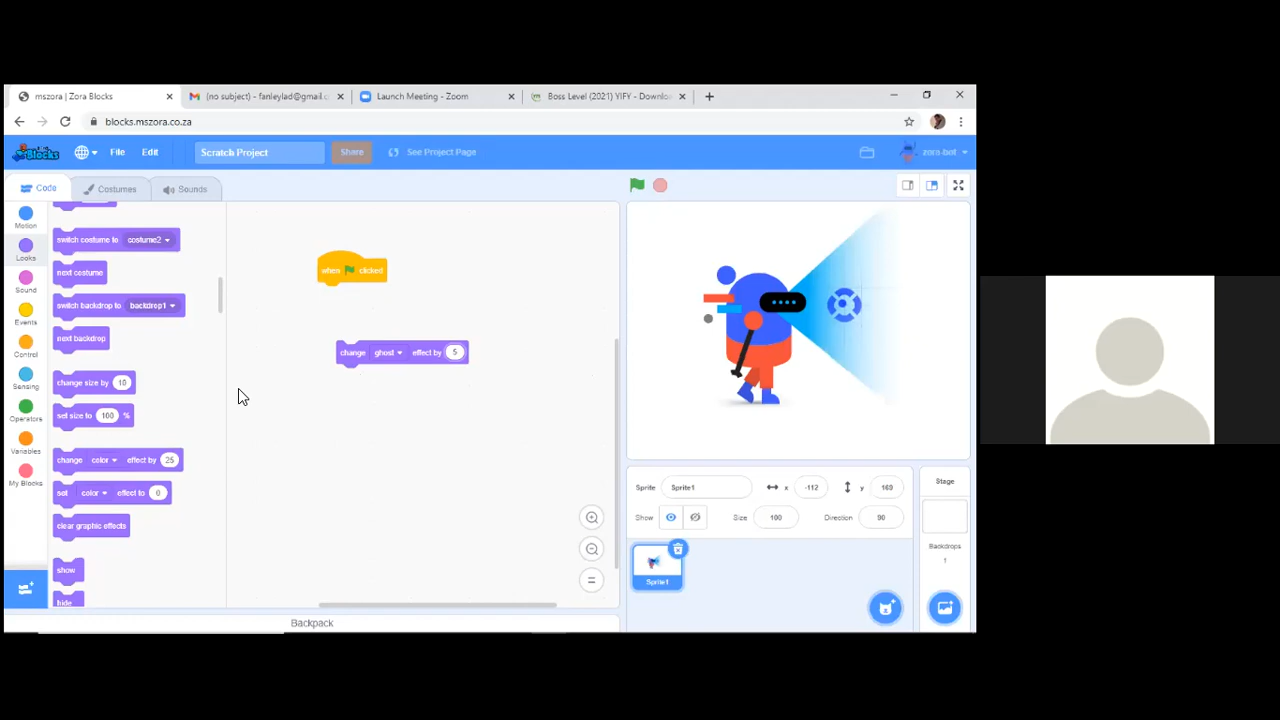 mszora | Zora Blocks
(no subject) - fanleylad@gmail.c
Launch Meeting - Zoom
Boss Level (2021) YIFY - Downloa
blocks.mszora.co.za
Blocks
File
Edit
Scratch Project
Share
See Project Page
zora-bot
Code
Costumes
Sounds
Motion
Looks
Sound
Events
Control
Sensing
Operators
Variables
My Blocks
switch costume to costume2
next costume
switch backdrop to backdrop1
next backdrop
change size by 10
set size to 100 %
change color effect by 25
set color effect to 0
clear graphic effects
show
hide
when clicked
change ghost effect by 5
Backpack
Sprite Sprite1 x -112 y 169
Show Size 100 Direction 90
Sprite1
Stage
Backdrops
1